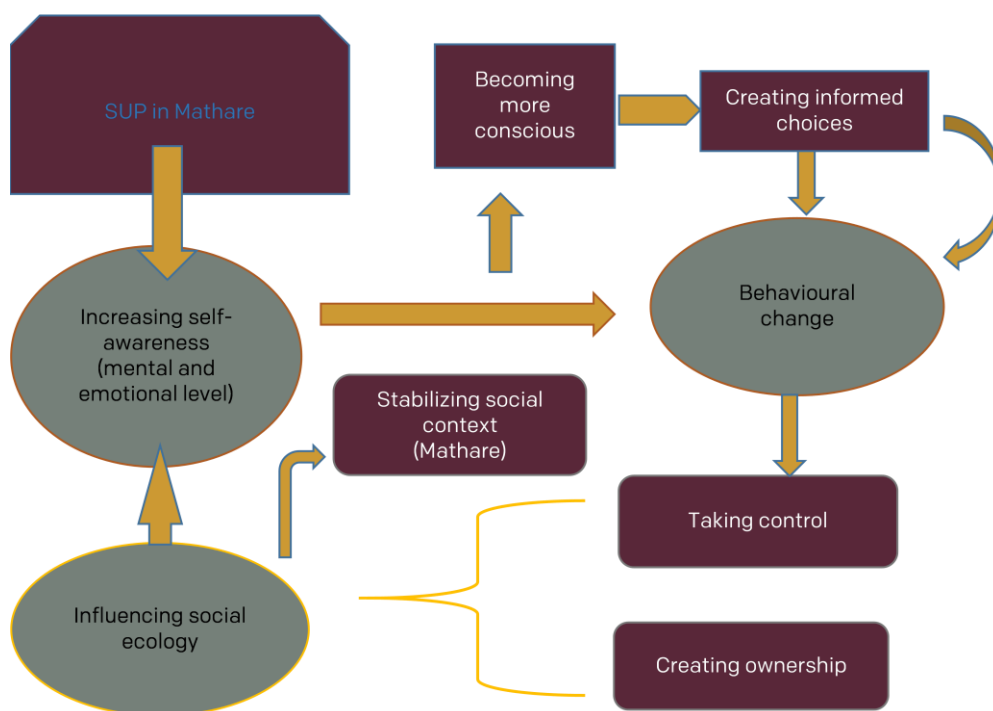 SUP in Mathare
Becoming
more
conscious
Creating informed
choices
Increasing self-
awareness
(mental and
emotional level)
Behavioural
change
Stabilizing social
context
(Mathare)
Taking control
Influencing social
ecology
Creating ownership